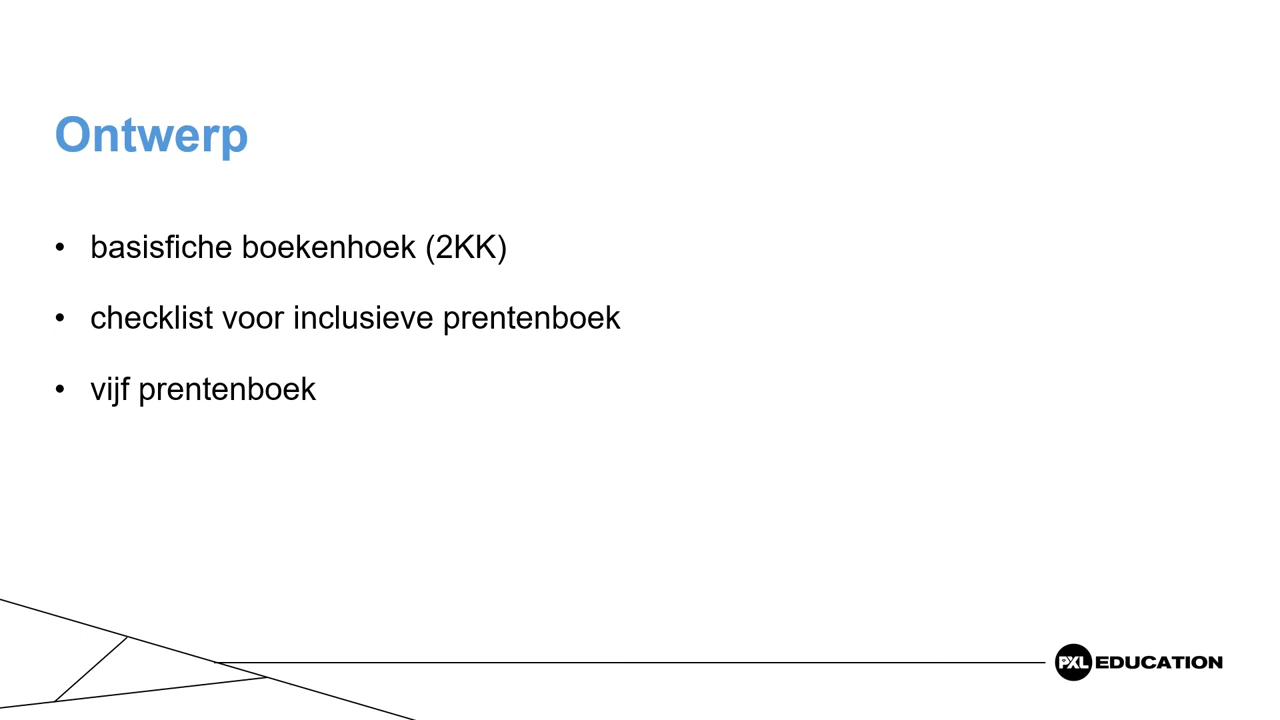 Ontwerp
• basisfiche boekenhoek (2KK)
• checklist voor inclusieve prentenboek
• vijf prentenboek
PXL EDUCATION